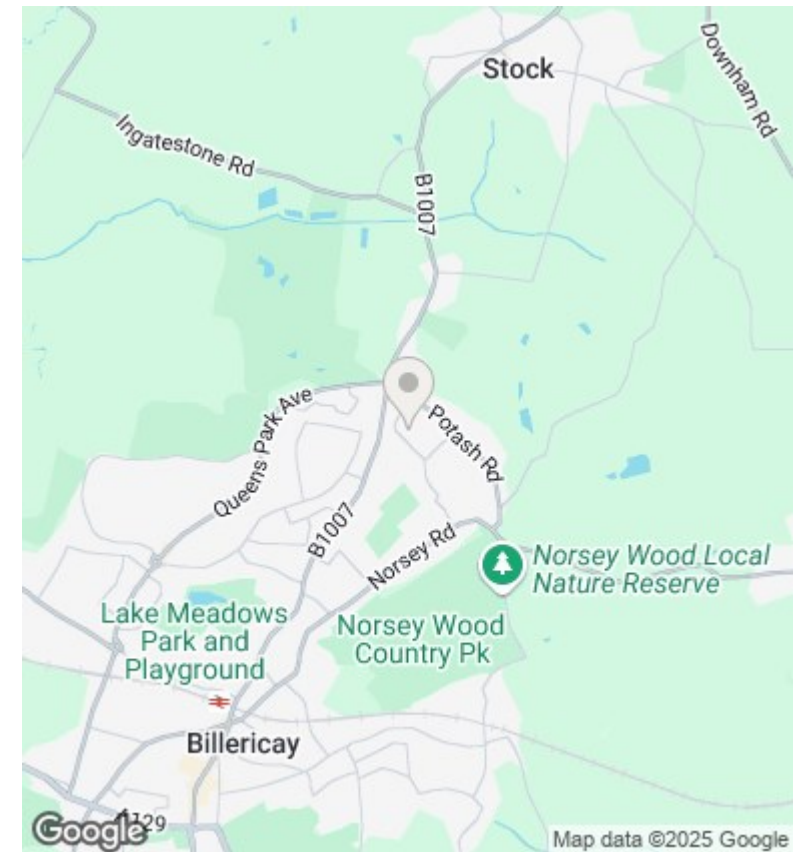 Stock
Downham Rd
Ingatestone Rd
B1007
Queens Park Ave
Potash Rd
B1007
Norsey Rd
Norsey Wood Local
Nature Reserve
Lake Meadows
Park and
Playground
Norsey Wood
Country Pk
Billericay
Google
Map data ©2025 Google